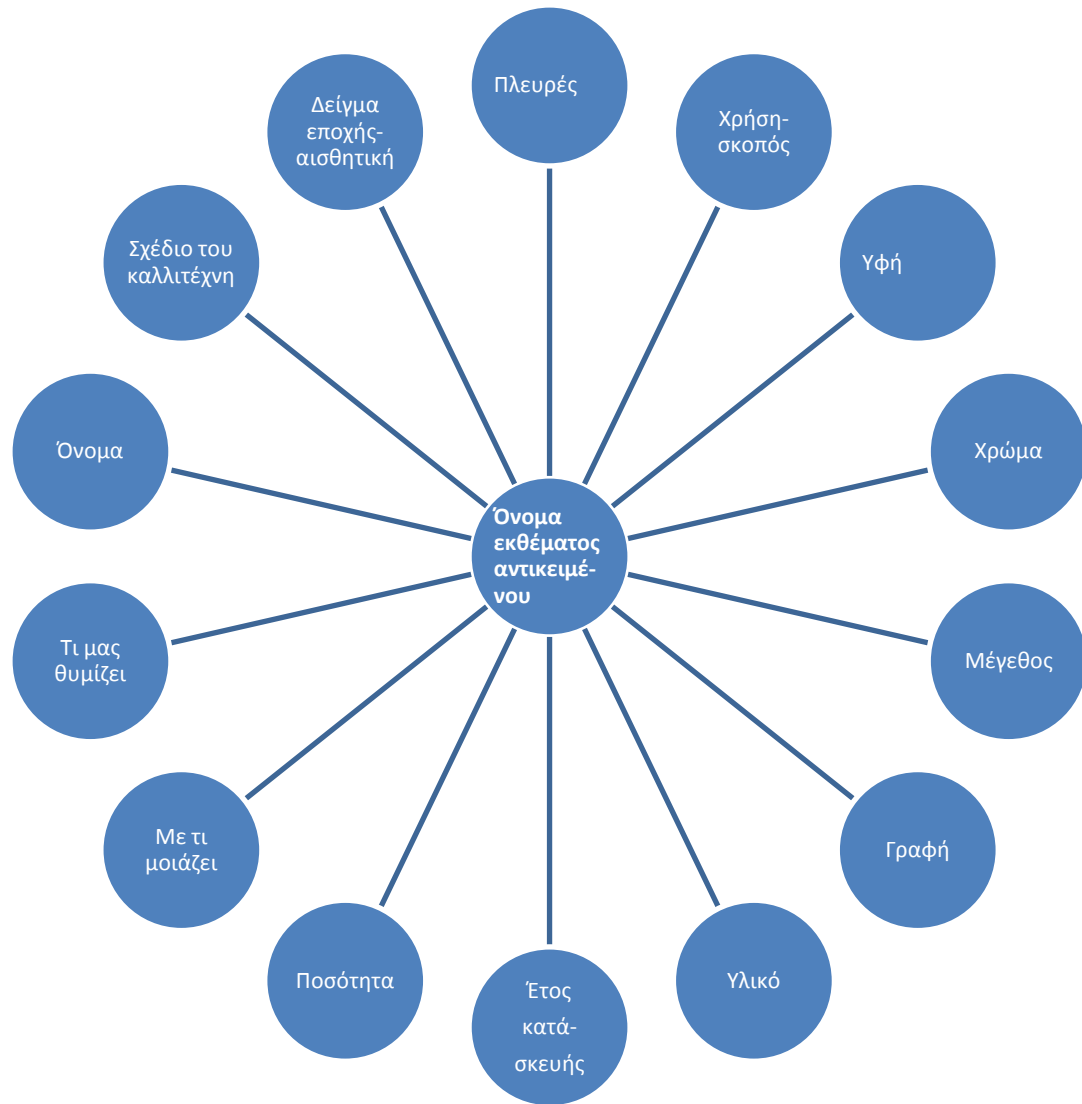 Πλευρές
Χρήση-
σκοπός
Υφή
Χρώμα
Μέγεθος
Γραφή
Υλικό
Έτος
κατά-
σκευής
Ποσότητα
Με τι
μοιάζει
Τι μας
θυμίζει
Όνομα
Σχέδιο του
καλλιτέχνη
Δείγμα
εποχής-
αισθητική
Όνομα
εκθέματος
αντικειμέ-
νου